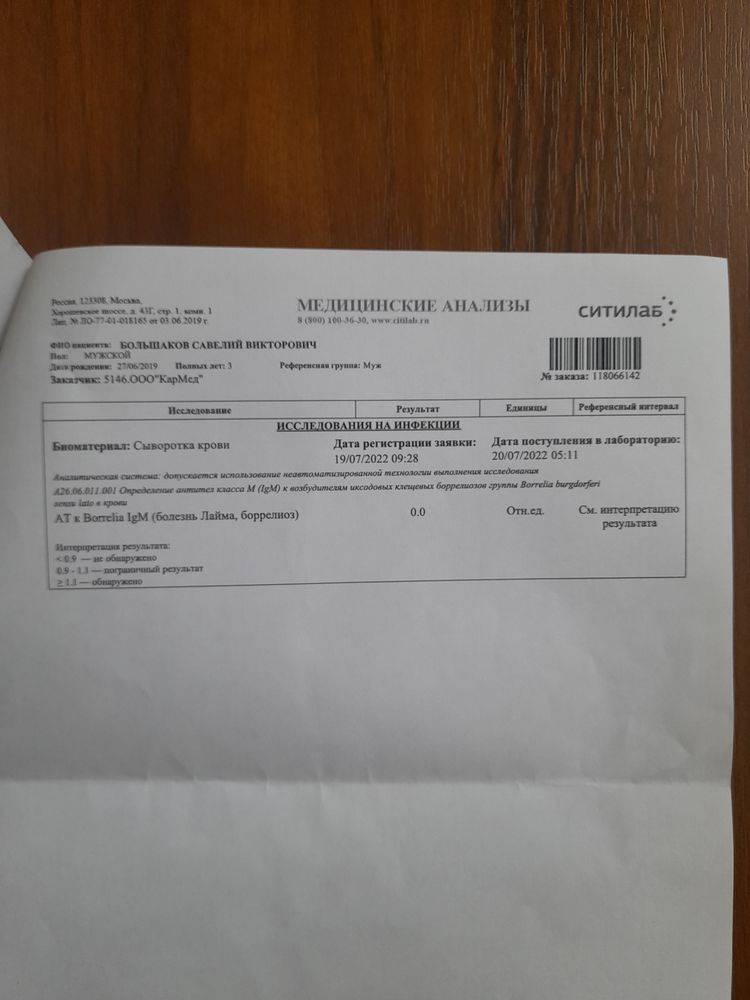 Россия, 123308, Москва,
Хорошевское шоссе, д. 43Г, стр. 1, комн. 1
Лиц. № ЛО-77-01-018165 от 03.06.2019 г.
МЕДИЦИНСКИЕ АНАЛИЗЫ
8 (800) 100-36-30, www.citilab.ru
СИТИЛАБ
ФИО пациента: БОЛЬШАКОВ САВЕЛИЙ ВИКТОРОВИЧ
Пол: МУЖСКОЙ
Дата рождения: 27/06/2019 Полных лет: 3 Референсная группа: Муж
Заказчик: 5146.ООО"КарМед"
№ заказа: 118066142
Исследование Результат Единицы Референсный интервал
ИССЛЕДОВАНИЯ НА ИНФЕКЦИИ
Биоматериал: Сыворотка крови Дата регистрации заявки: Дата поступления в лабораторию:
19/07/2022 09:28 20/07/2022 05:11
Аналитическая система: допускается использование неавтоматизированной технологии выполнения исследования
A26.06.011.001 Определение антител класса M (IgM) к возбудителям иксодовых клещевых боррелиозов группы Borrelia burgdorferi
sensu lato в крови
АТ к Borrelia IgM (болезнь Лайма, боррелиоз) 0.0 Отн.ед. См. интерпретацию
результата
Интерпретация результата:
< 0.9 — не обнаружено
0.9 - 1.1 — пограничный результат
≥ 1.1 — обнаружено